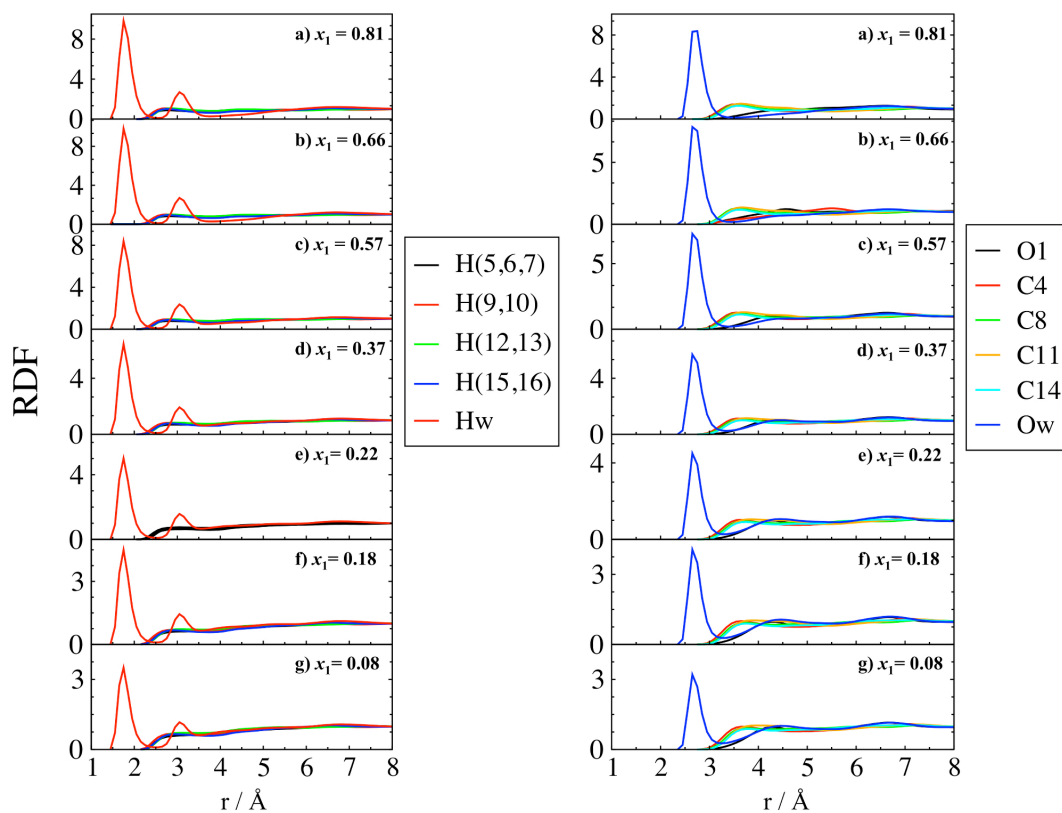 RDF
a) x1 = 0.81
8
4
0
b) x1 = 0.66
8
4
0
c) x1 = 0.57
8
4
0
d) x1 = 0.37
4
0
e) x1= 0.22
4
0
f) x1= 0.18
3
0
g) x1= 0.08
3
0
1 2 3 4 5 6 7 8
r / Å
H(5,6,7)
H(9,10)
H(12,13)
H(15,16)
Hw
a) x1 = 0.81
8
4
0
b) x1 = 0.66
5
0
c) x1 = 0.57
5
0
d) x1 = 0.37
4
0
e) x1= 0.22
4
0
f) x1= 0.18
3
0
g) x1= 0.08
3
0
1 2 3 4 5 6 7 8
r / Å
O1
C4
C8
C11
C14
Ow